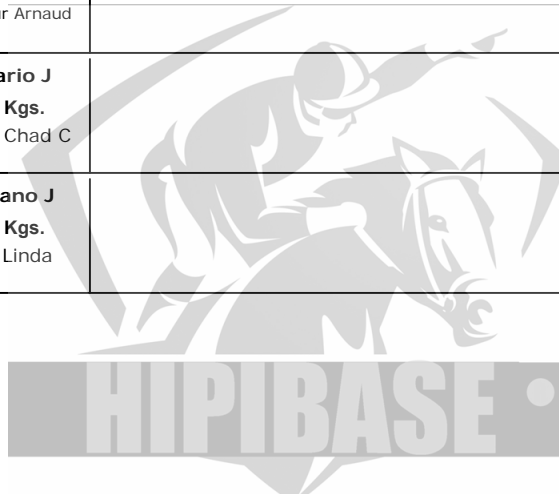 r Arnaud
ario J
Kgs.
Chad C
ano J
Kgs.
Linda
HIPIBASE